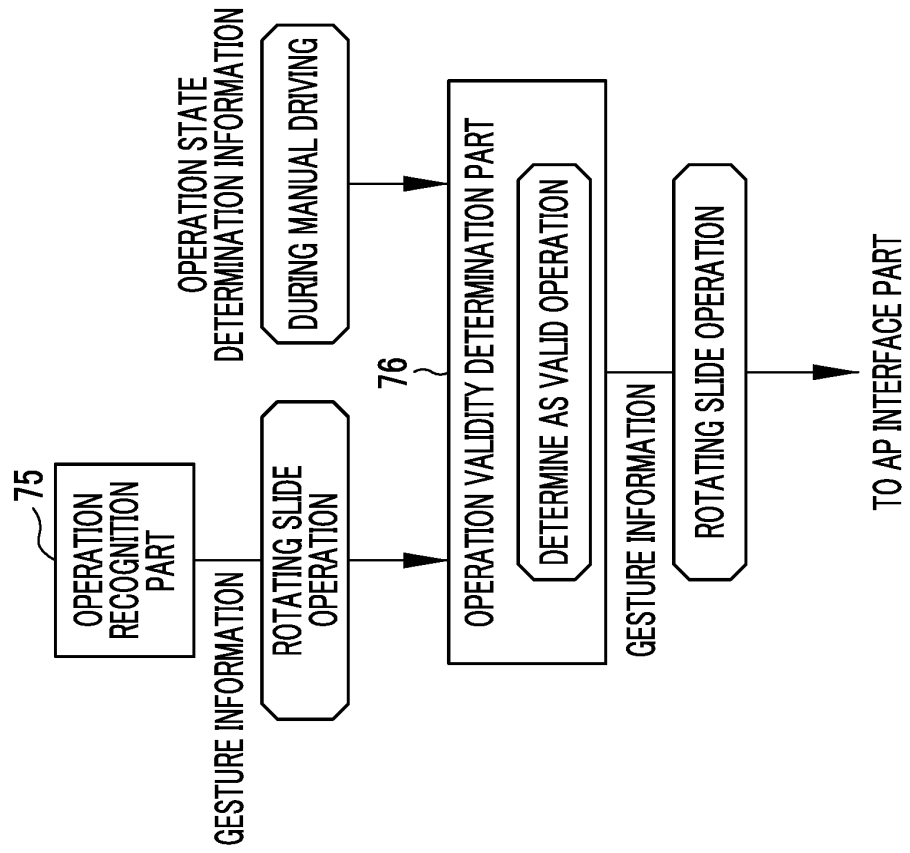 75
OPERATION
RECOGNITION
PART
GESTURE INFORMATION
ROTATING SLIDE
OPERATION
OPERATION STATE
DETERMINATION INFORMATION
DURING MANUAL DRIVING
76
OPERATION VALIDITY DETERMINATION PART
DETERMINE AS VALID OPERATION
GESTURE INFORMATION
ROTATING SLIDE OPERATION
TO AP INTERFACE PART